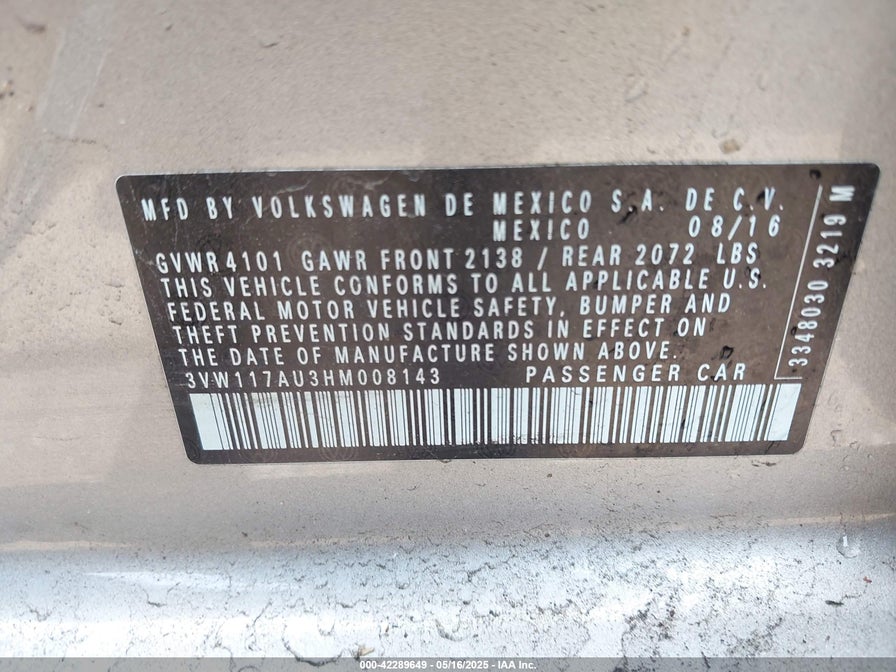 MFD BY VOLKSWAGEN DE MEXICO S.A. DE C.V.
MEXICO 08/16
GVWR4101 GAWR FRONT 2138 / REAR 2072 LBS
THIS VEHICLE CONFORMS TO ALL APPLICABLE U.S.
FEDERAL MOTOR VEHICLE SAFETY, BUMPER AND
THEFT PREVENTION STANDARDS IN EFFECT ON
THE DATE OF MANUFACTURE SHOWN ABOVE.
3VW117AU3HM008143 PASSENGER CAR
3348030 3219 M
000-42289649 - 05/16/2025 - IAA Inc.